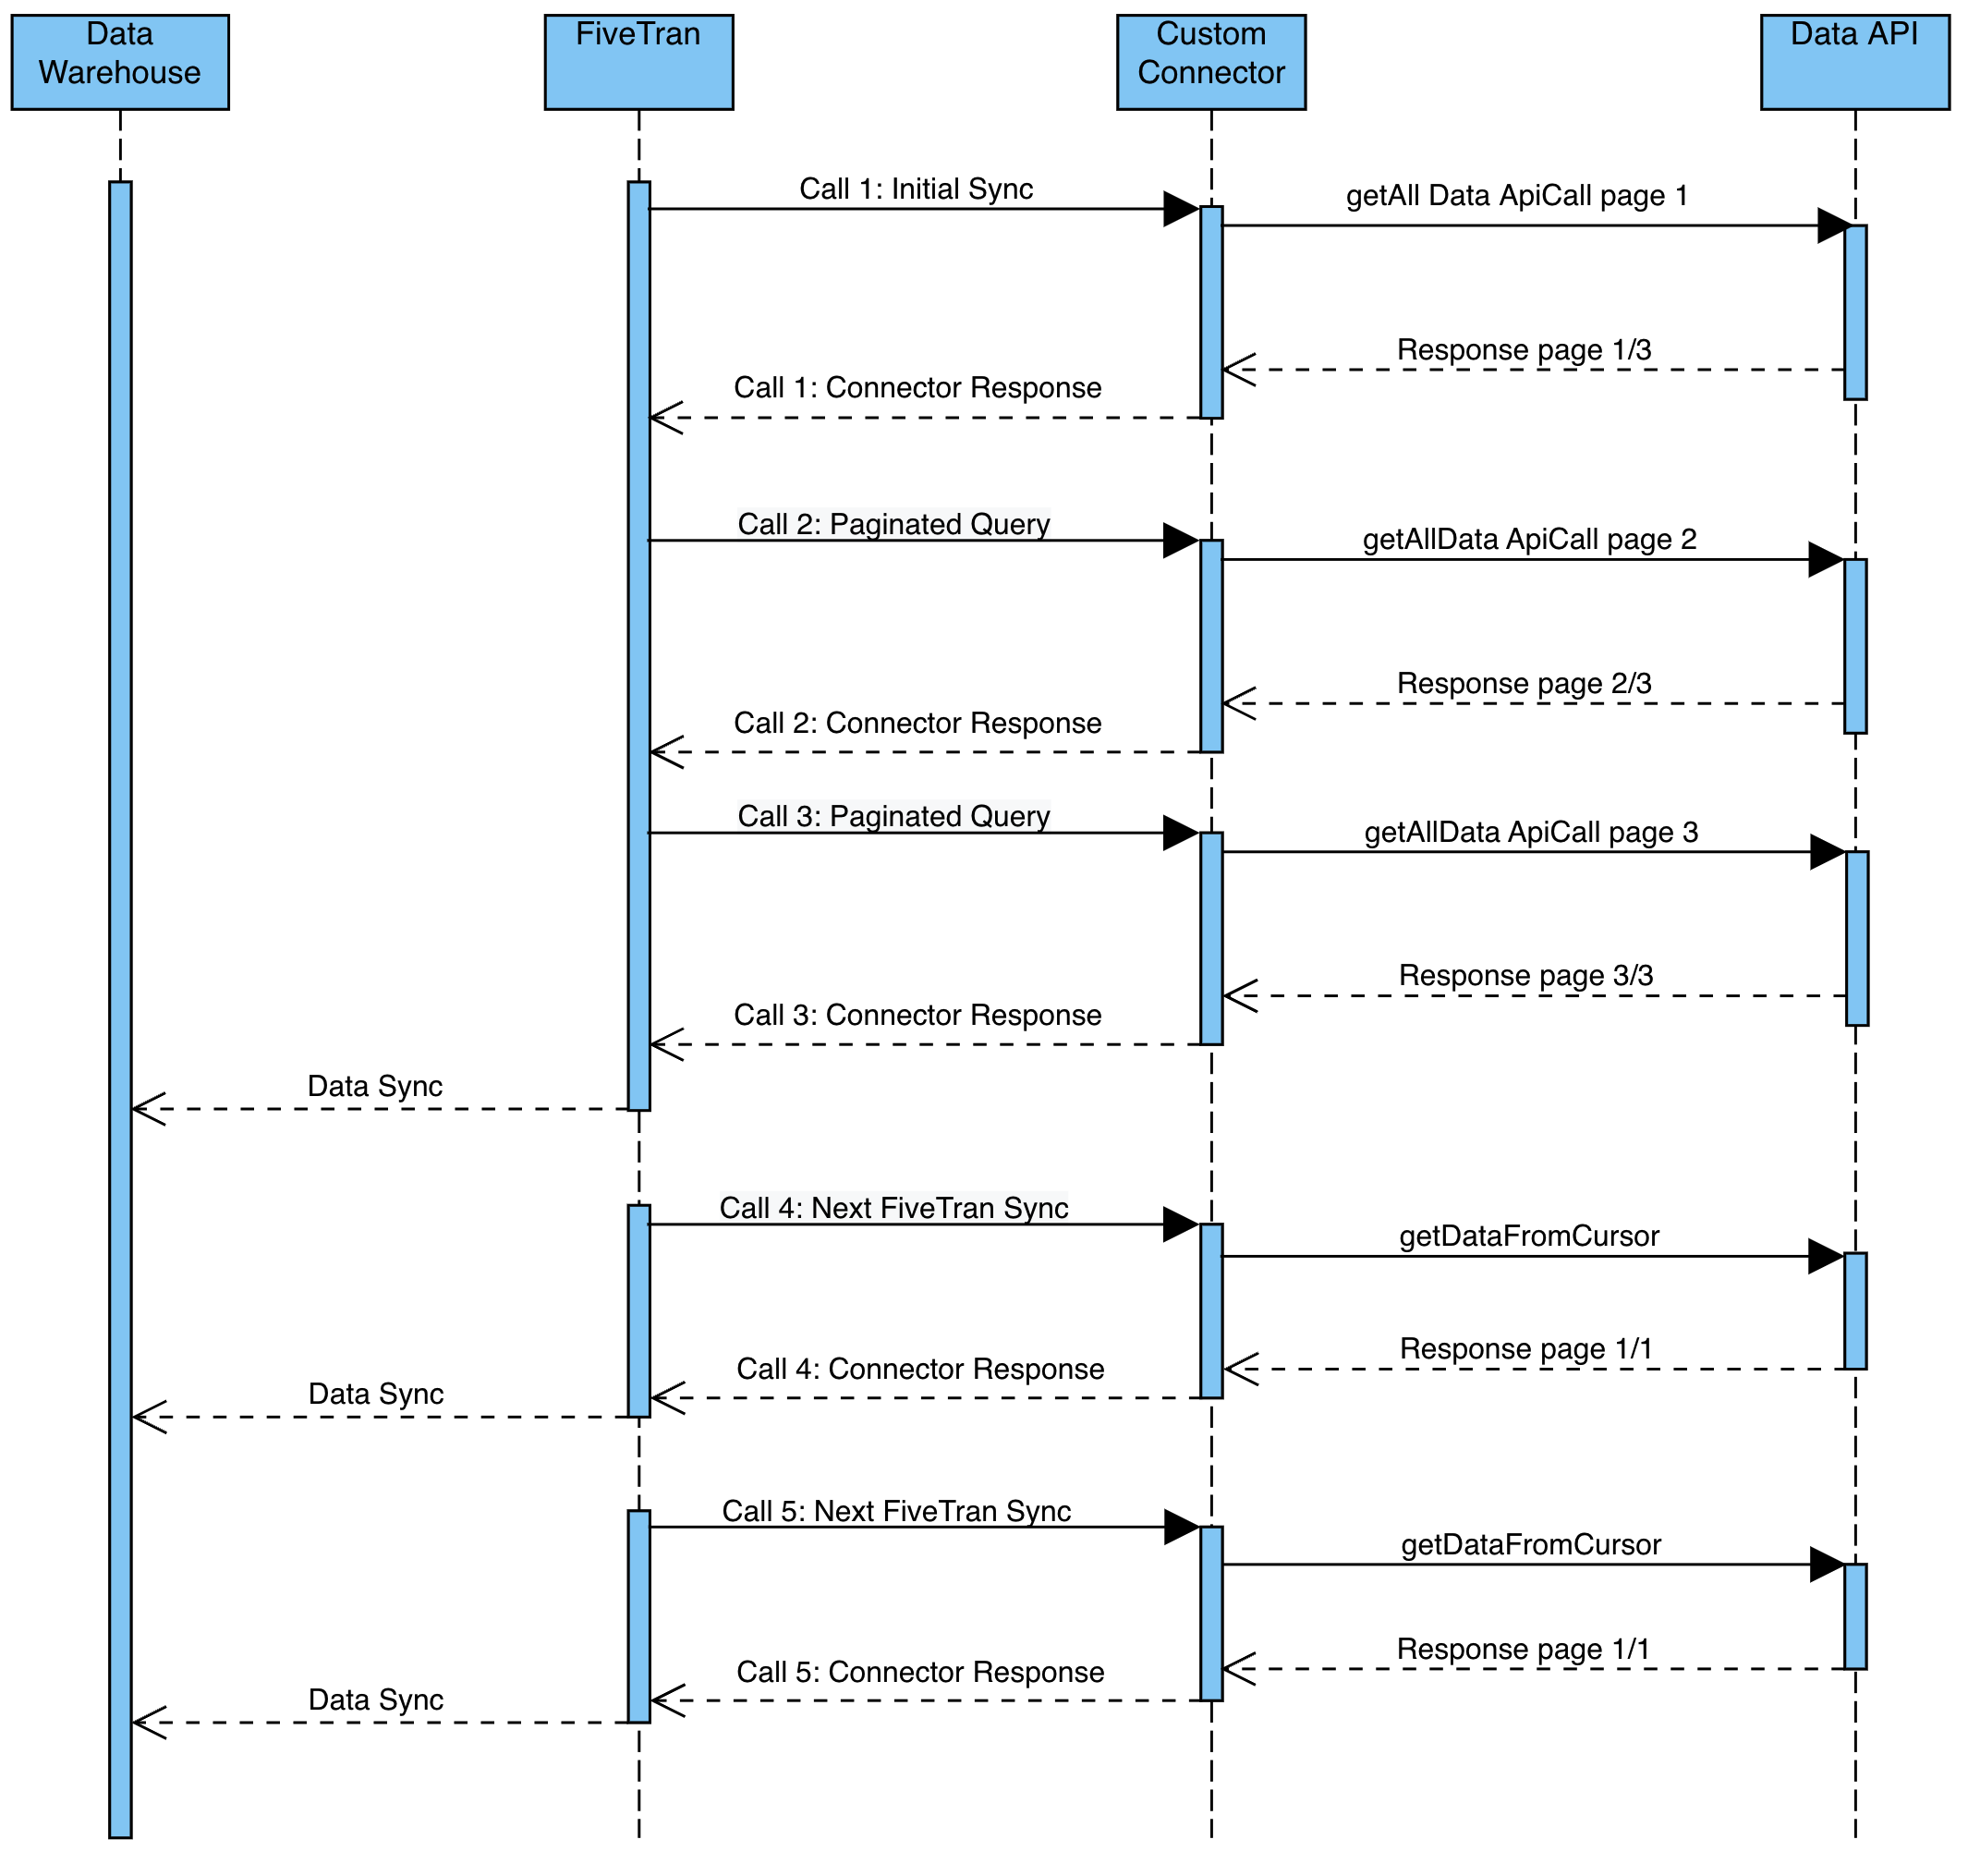 Data
Warehouse
FiveTran
Custom
Connector
Data API
Call 1: Initial Sync
getAll Data ApiCall page 1
Response page 1/3
Call 1: Connector Response
Call 2: Paginated Query
getAllData ApiCall page 2
Response page 2/3
Call 2: Connector Response
Call 3: Paginated Query
getAllData ApiCall page 3
Response page 3/3
Call 3: Connector Response
Data Sync
Call 4: Next FiveTran Sync
getDataFromCursor
Response page 1/1
Call 4: Connector Response
Data Sync
Call 5: Next FiveTran Sync
getDataFromCursor
Response page 1/1
Call 5: Connector Response
Data Sync